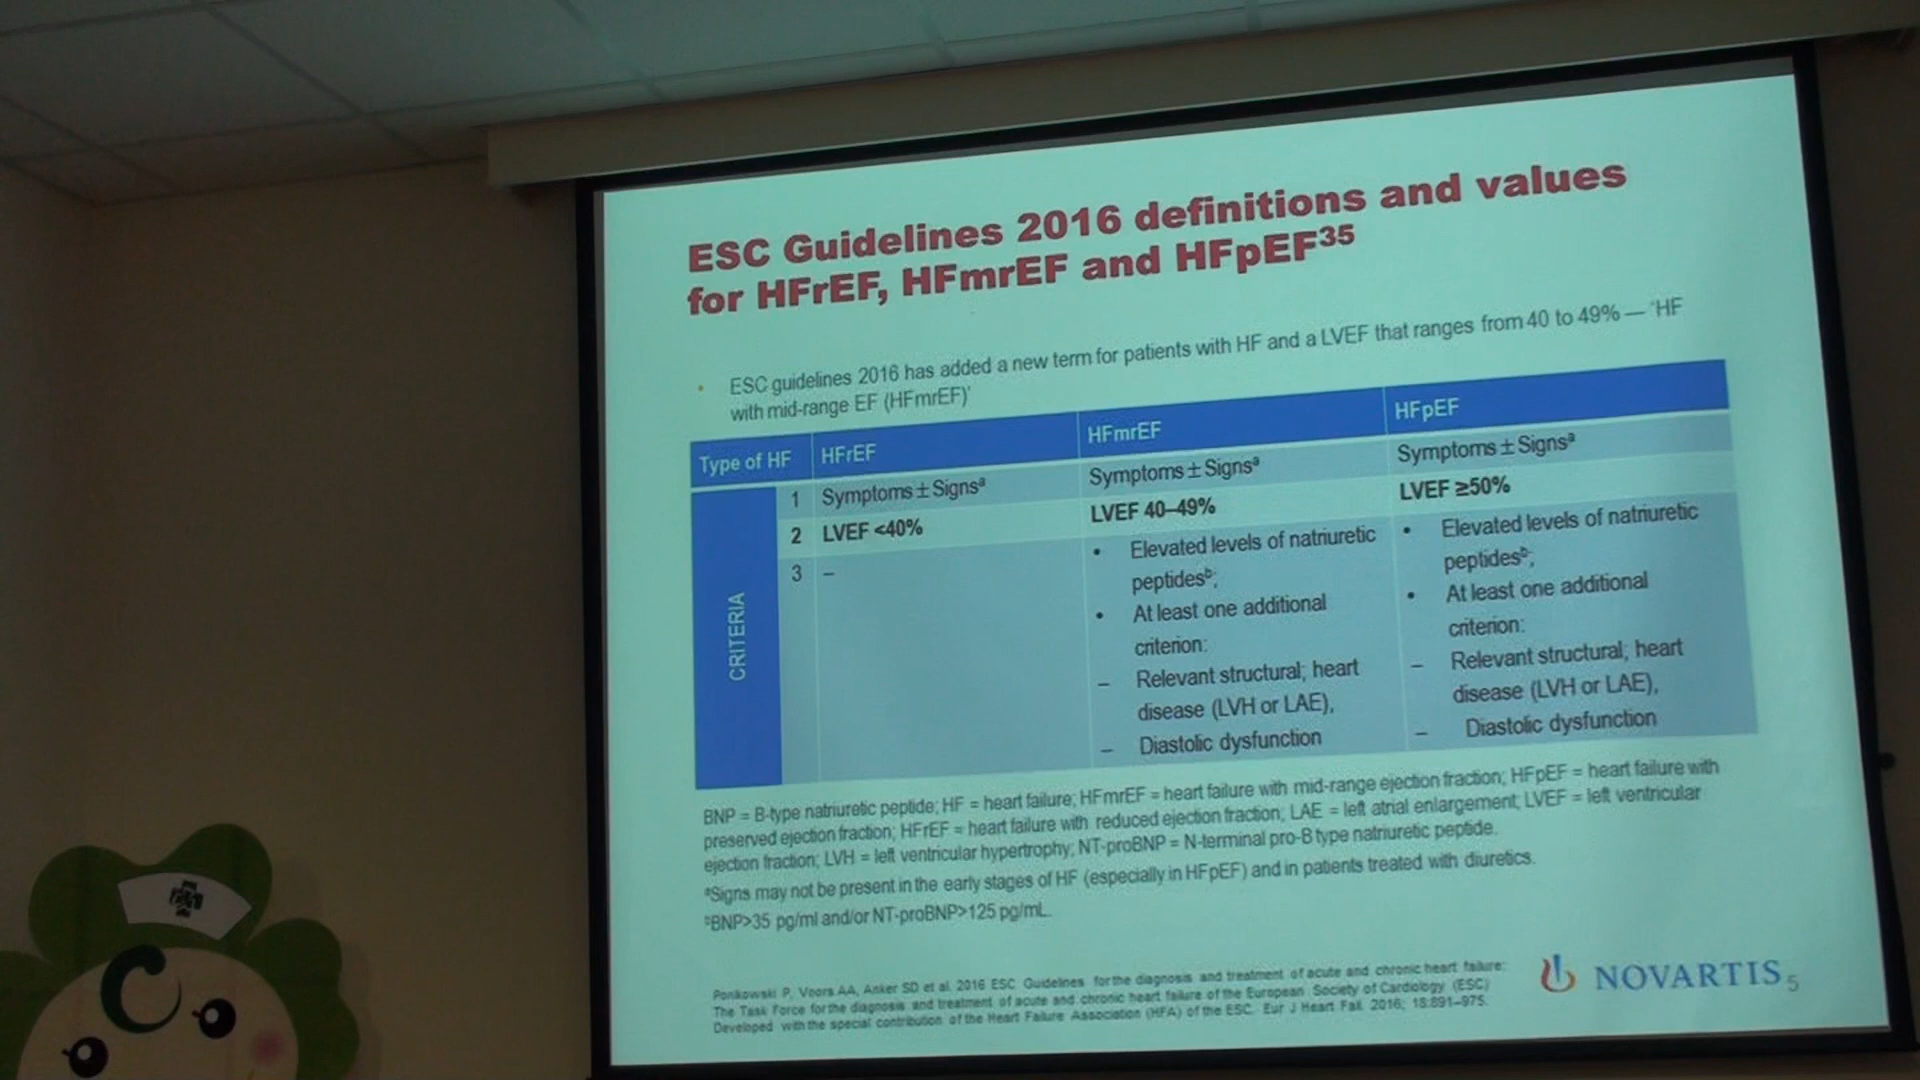 ESC Guidelines 2016 definitions and values
for HFrEF, HFmrEF and HFpEF35
• ESC guidelines 2016 has added a new term for patients with HF and a LVEF that ranges from 40 to 49% — 'HF
with mid-range EF (HFmrEF)'
Type of HF HFrEF HFmrEF HFpEF
CRITERIA
1 Symptoms ± Signsa Symptoms ± Signsa Symptoms ± Signsa
2 LVEF <40% LVEF 40–49% LVEF ≥50%
3 –
• Elevated levels of natriuretic
peptidesb;
• At least one additional
criterion:
– Relevant structural; heart
disease (LVH or LAE),
– Diastolic dysfunction
• Elevated levels of natriuretic
peptidesb;
• At least one additional
criterion:
– Relevant structural; heart
disease (LVH or LAE),
– Diastolic dysfunction
BNP = B-type natriuretic peptide; HF = heart failure; HFmrEF = heart failure with mid-range ejection fraction; HFpEF = heart failure with
preserved ejection fraction; HFrEF = heart failure with reduced ejection fraction; LAE = left atrial enlargement; LVEF = left ventricular
ejection fraction; LVH = left ventricular hypertrophy; NT-proBNP = N-terminal pro-B type natriuretic peptide.
aSigns may not be present in the early stages of HF (especially in HFpEF) and in patients treated with diuretics.
bBNP>35 pg/ml and/or NT-proBNP>125 pg/mL.
Ponikowski P, Voors AA, Anker SD et al. 2016 ESC Guidelines for the diagnosis and treatment of acute and chronic heart failure:
The Task Force for the diagnosis and treatment of acute and chronic heart failure of the European Society of Cardiology (ESC)
Developed with the special contribution of the Heart Failure Association (HFA) of the ESC. Eur J Heart Fail. 2016; 18:891–975.
NOVARTIS 5
C